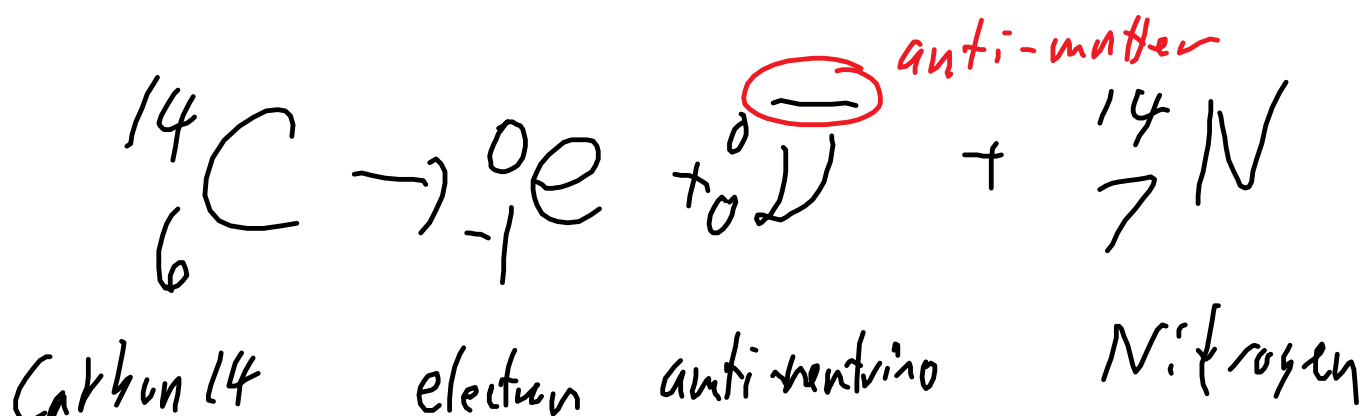 anti-matter
¹⁴₆C → ⁰₋₁e + ⁰₀ν̅ + ¹⁴₇N
Carbon 14 electron antineutrino Nitrogen